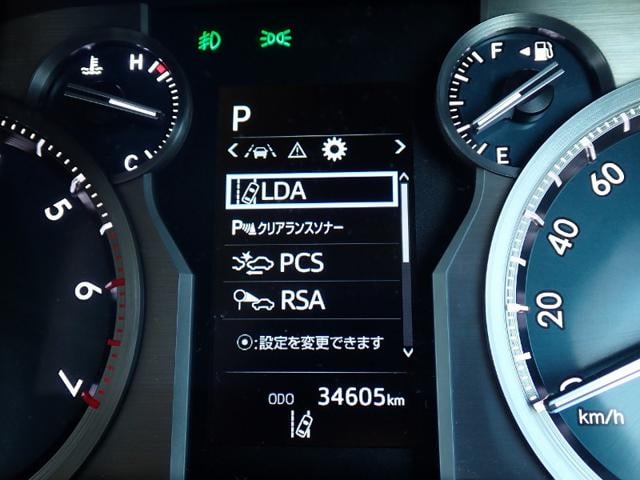 H
C
F
E
P
LDA
P クリアランスソナー
PCS
RSA
⦿:設定を変更できます
ODO 34605km
5
6
7
60
40
20
0
km/h